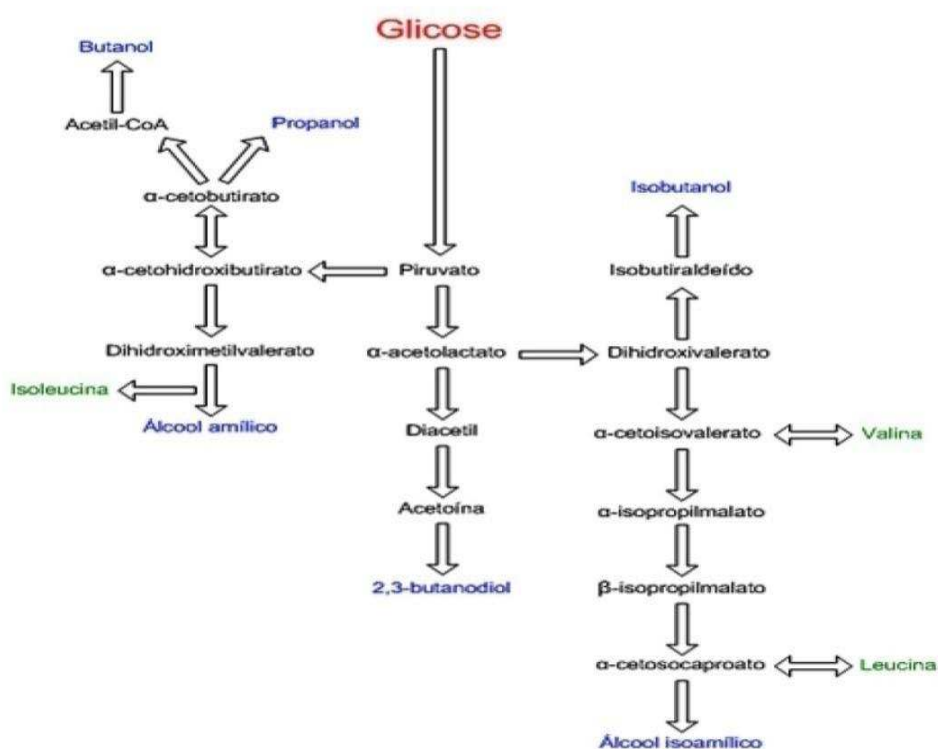 Glicose
Butanol
Acetil-CoA
Propanol
α-cetobutirato
Isobutanol
α-cetohidroxibutirato
Piruvato
Isobutiraldeído
Dihidroximetilvalerato
α-acetolactato
Dihidroxivalerato
Isoleucina
Álcool amílico
Diacetil
α-cetoisovalerato
Valina
Acetoína
α-isopropilmalato
2,3-butanodiol
β-isopropilmalato
α-cetosocaproato
Leucina
Álcool isoamílico